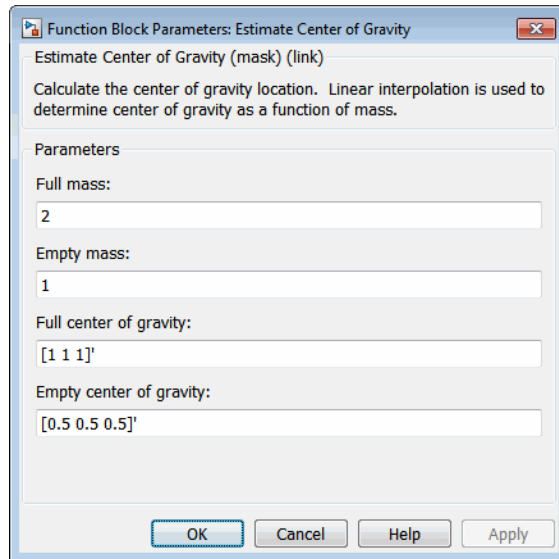 Function Block Parameters: Estimate Center of Gravity
Estimate Center of Gravity (mask) (link)
Calculate the center of gravity location.  Linear interpolation is used to
determine center of gravity as a function of mass.
Parameters
Full mass:
2
Empty mass:
1
Full center of gravity:
[1 1 1]'
Empty center of gravity:
[0.5 0.5 0.5]'
OK Cancel Help Apply